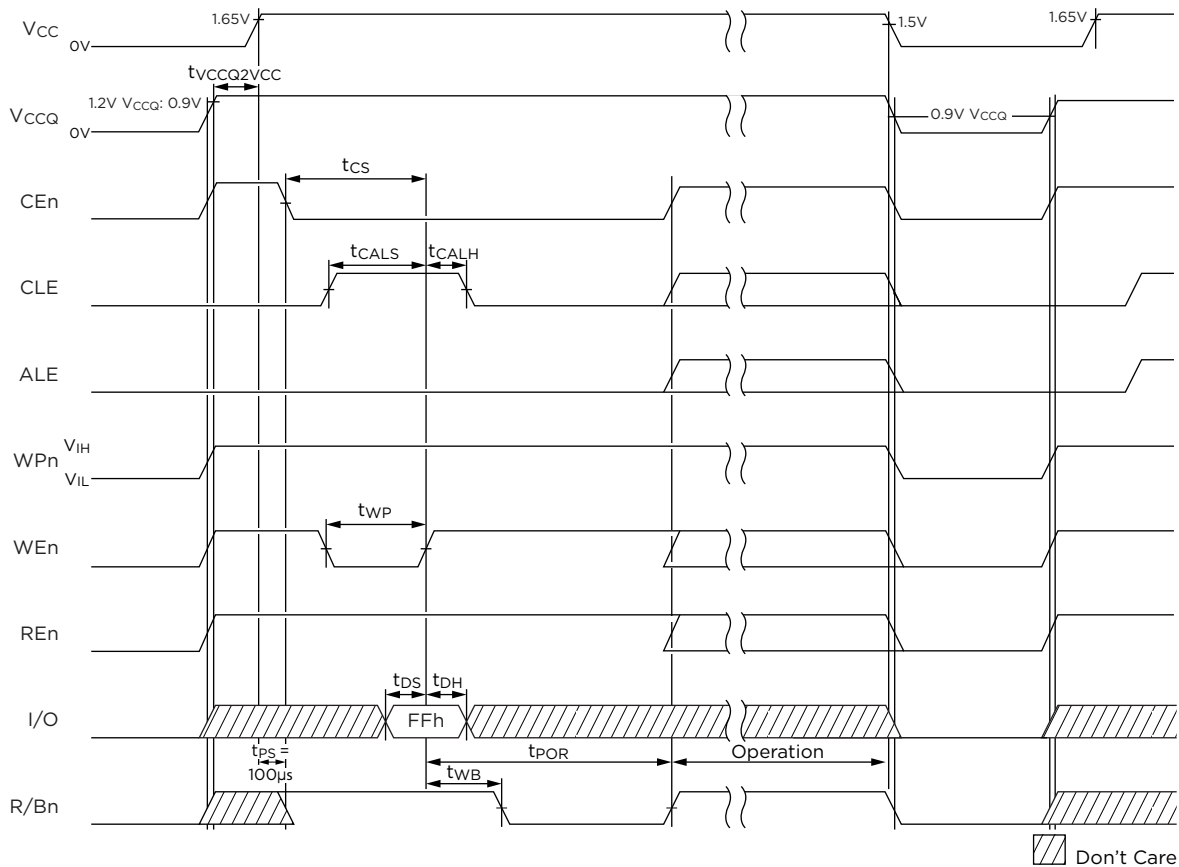 VCC
0V
1.65V
1.5V
1.65V
tVCCQ2VCC
1.2V VCCQ: 0.9V
VCCQ
0V
0.9V VCCQ
tCS
CEn
tCALS
tCALH
CLE
ALE
VIH
WPn
VIL
tWP
WEn
REn
tDS
tDH
I/O
FFh
tPS =
100µs
tPOR
Operation
tWB
R/Bn
Don't Care